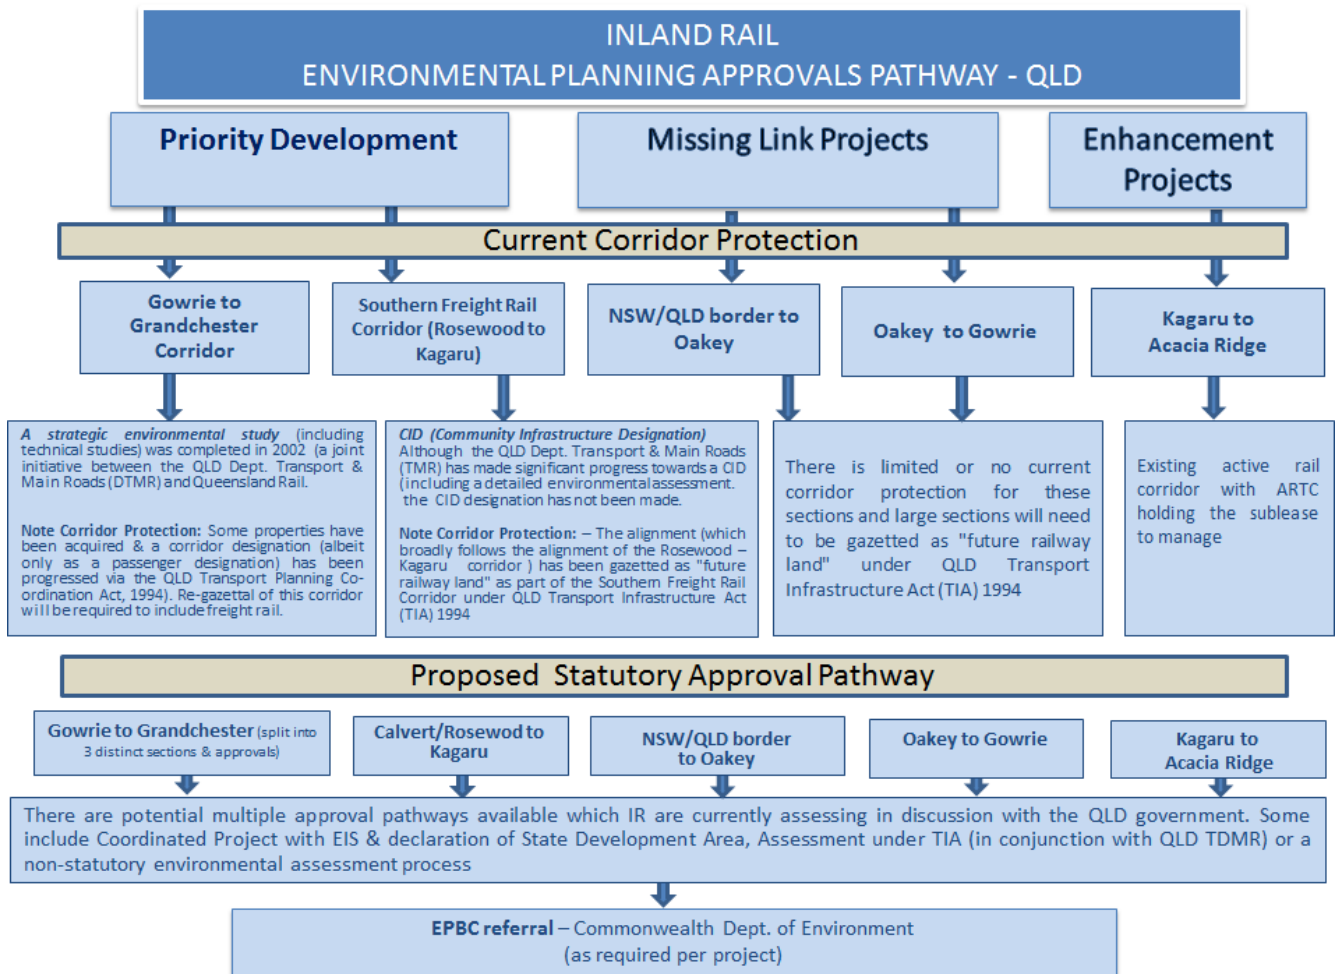 INLAND RAIL
ENVIRONMENTAL PLANNING APPROVALS PATHWAY - QLD
Priority Development
Missing Link Projects
Enhancement
Projects
Current Corridor Protection
Gowrie to
Grandchester
Corridor
Southern Freight Rail
Corridor (Rosewood to
Kagaru)
NSW/QLD border to
Oakey
Oakey to Gowrie
Kagaru to
Acacia Ridge
A strategic environmental study (including
technical studies) was completed in 2002 (a joint
initiative between the QLD Dept. Transport &
Main Roads (DTMR) and Queensland Rail.
Note Corridor Protection: Some properties have
been acquired & a corridor designation (albeit
only as a passenger designation) has been
progressed via the QLD Transport Planning Co-
ordination Act, 1994). Re-gazettal of this corridor
will be required to include freight rail.
CID (Community Infrastructure Designation)
Although the QLD Dept. Transport & Main Roads
(TMR) has made significant progress towards a CID
(including a detailed environmental assessment.
the CID designation has not been made.
Note Corridor Protection: – The alignment (which
broadly follows the alignment of the Rosewood –
Kagaru corridor ) has been gazetted as "future
railway land" as part of the Southern Freight Rail
Corridor under QLD Transport Infrastructure Act
(TIA) 1994
There is limited or no current
corridor protection for these
sections and large sections will need
to be gazetted as "future railway
land" under QLD Transport
Infrastructure Act (TIA) 1994
Existing active rail
corridor with ARTC
holding the sublease
to manage
Proposed Statutory Approval Pathway
Gowrie to Grandchester (split into
3 distinct sections & approvals)
Calvert/Rosewod to
Kagaru
NSW/QLD border
to Oakey
Oakey to Gowrie
Kagaru to
Acacia Ridge
There are potential multiple approval pathways available which IR are currently assessing in discussion with the QLD government. Some
include Coordinated Project with EIS & declaration of State Development Area, Assessment under TIA (in conjunction with QLD TDMR) or a
non-statutory environmental assessment process
EPBC referral – Commonwealth Dept. of Environment
(as required per project)